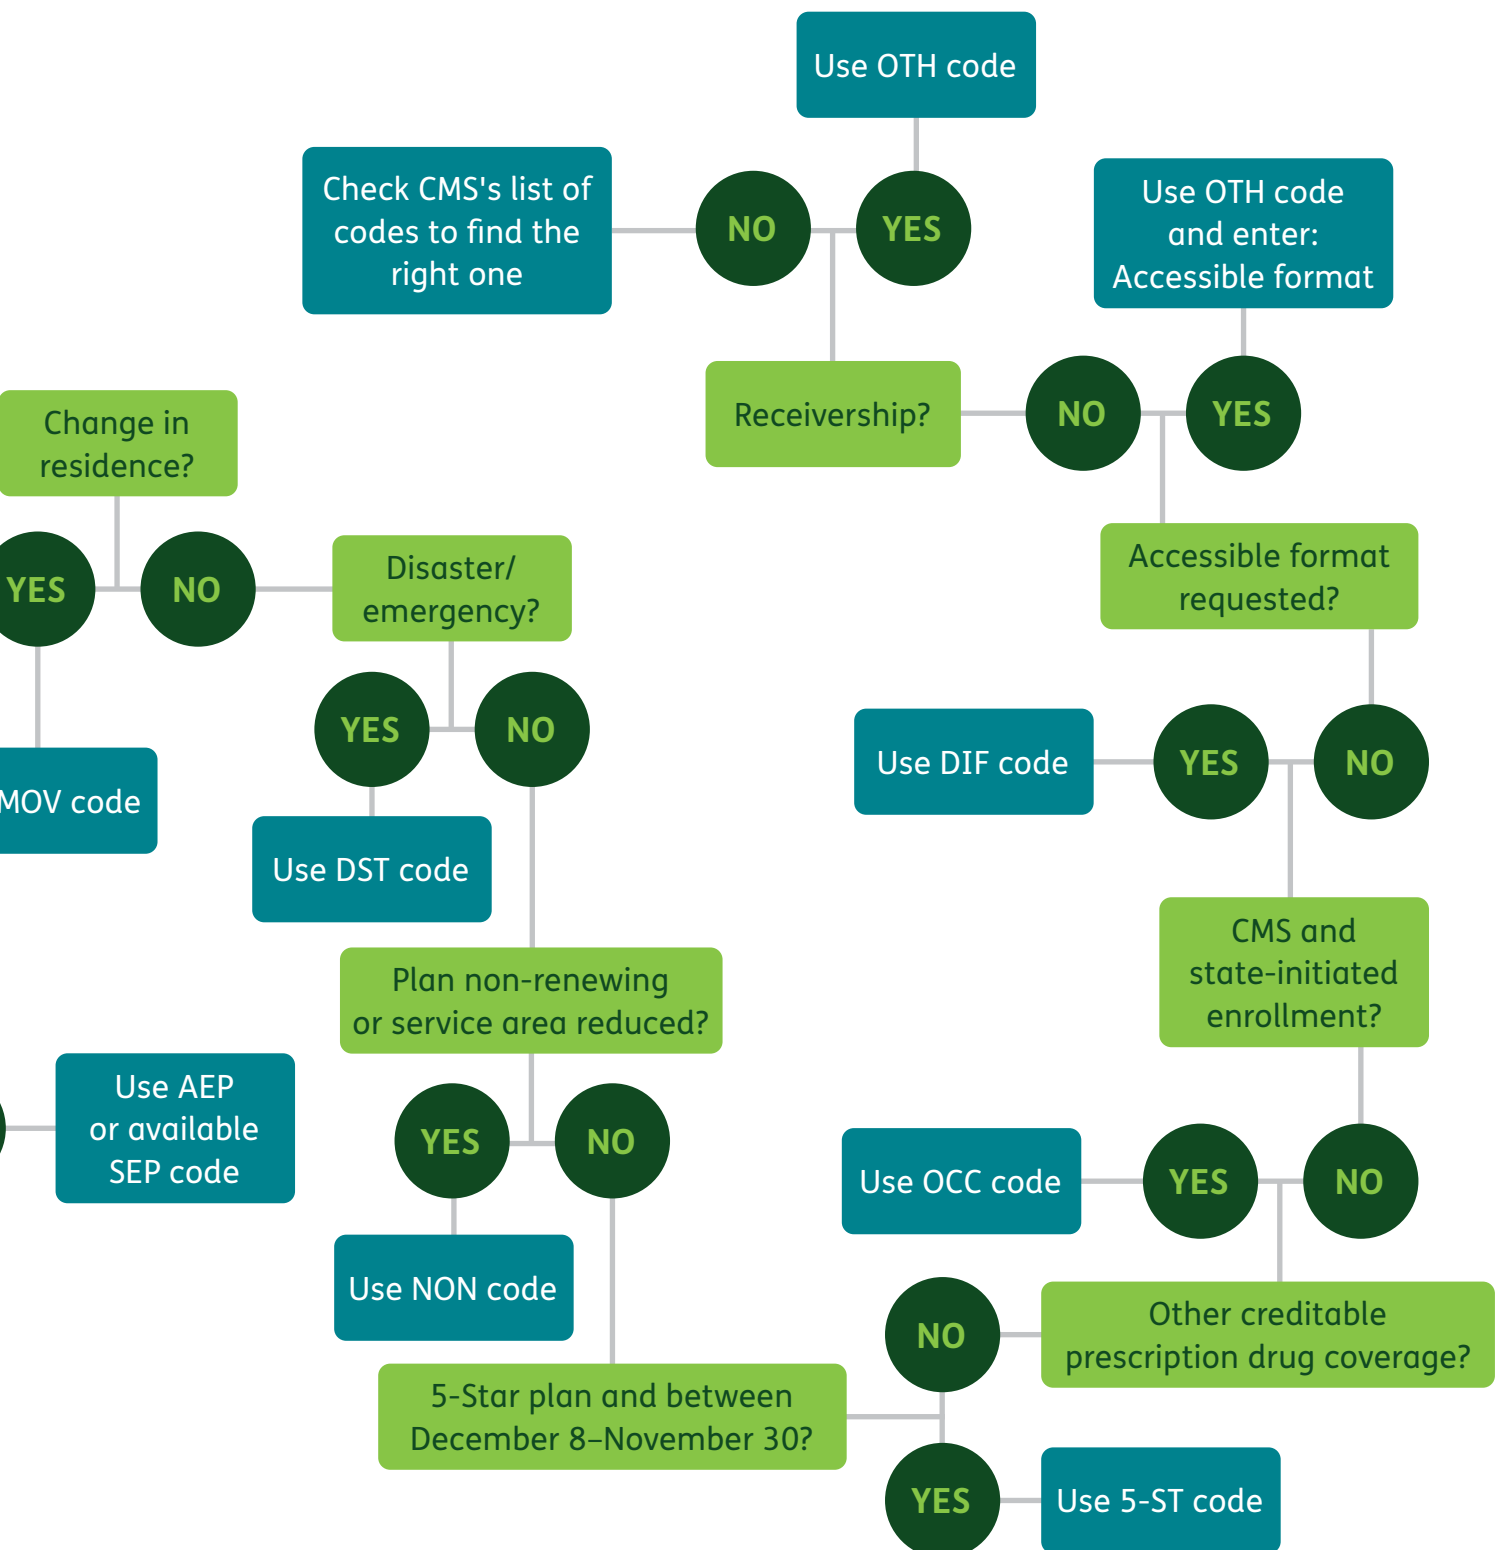 Use OTH code
Check CMS's list of
codes to find the
right one
NO
YES
Use OTH code
and enter:
Accessible format
Receivership?
NO
YES
Change in
residence?
YES
NO
Disaster/
emergency?
Accessible format
requested?
YES
NO
MOV code
Use DST code
Use DIF code
YES
NO
Plan non-renewing
or service area reduced?
CMS and
state-initiated
enrollment?
Use AEP
or available
SEP code
YES
NO
Use OCC code
YES
NO
Use NON code
NO
Other creditable
prescription drug coverage?
5-Star plan and between
December 8–November 30?
YES
Use 5-ST code